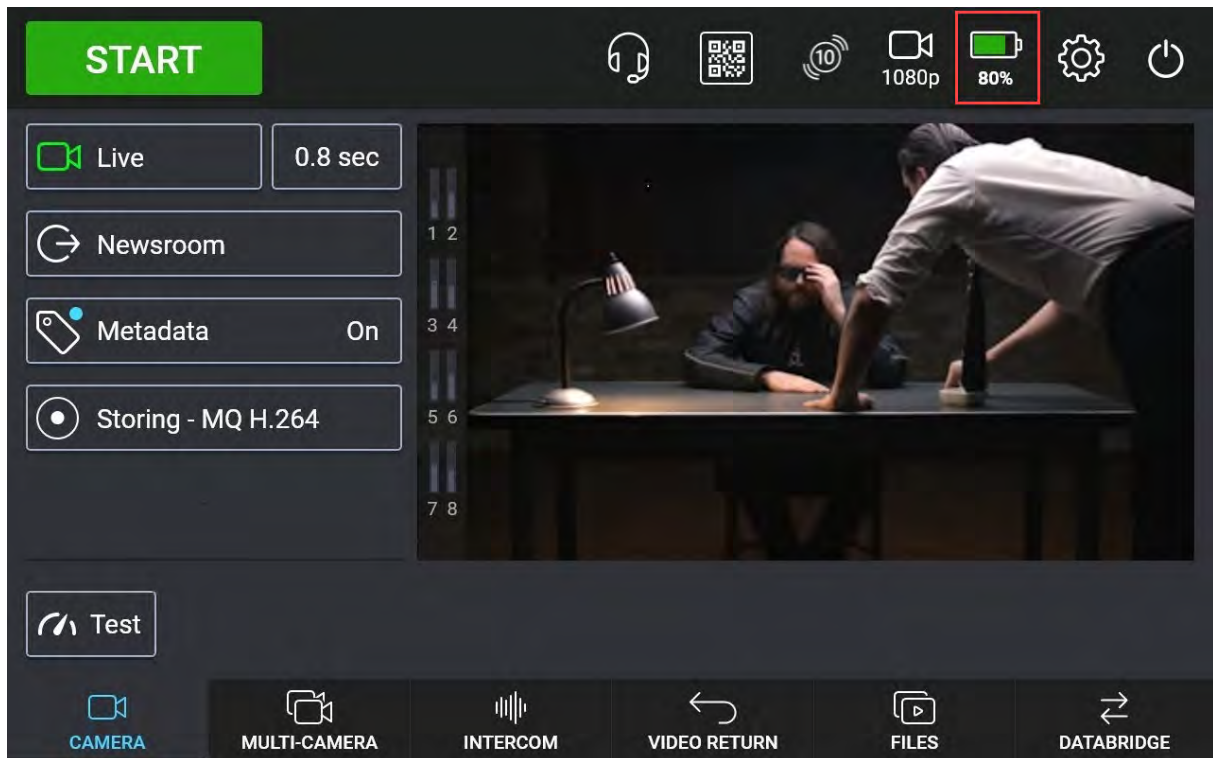 START
10
1080p
80%
Live
0.8 sec
Newsroom
Metadata
On
Storing - MQ H.264
1 2
3 4
5 6
7 8
Test
CAMERA
MULTI-CAMERA
INTERCOM
VIDEO RETURN
FILES
DATABRIDGE